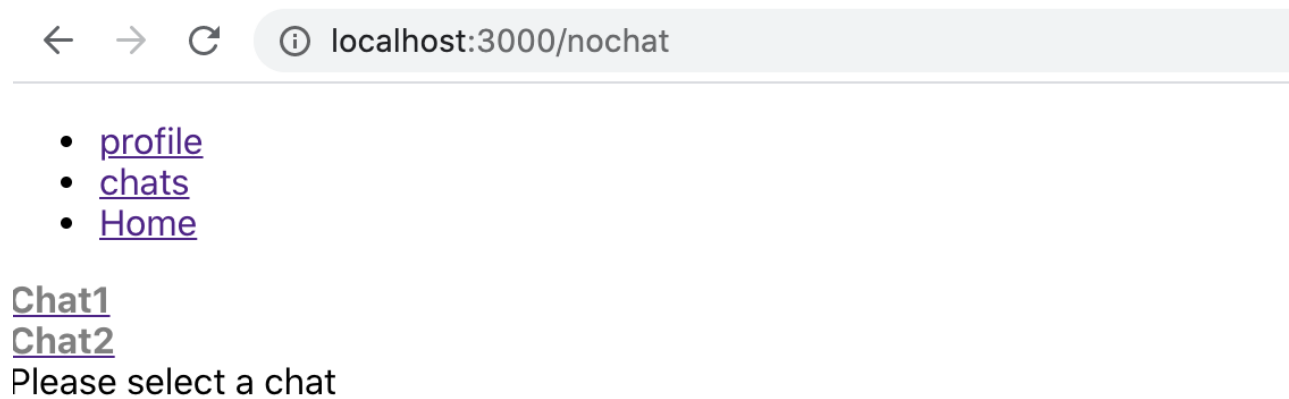 localhost:3000/nochat
profile
chats
Home
Chat1
Chat2
Please select a chat